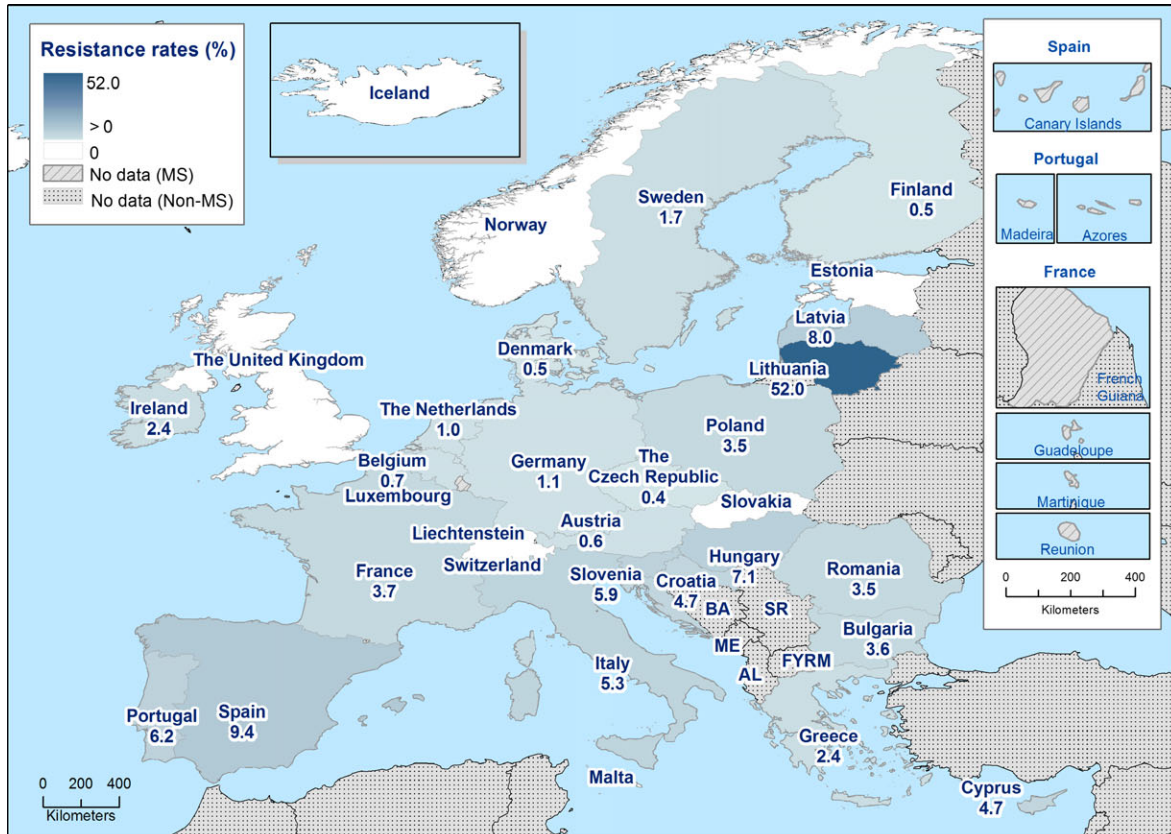 Resistance rates (%)
52.0
> 0
0
No data (MS)
No data (Non-MS)
Iceland
Norway
Sweden
1.7
Finland
0.5
Estonia
Latvia
8.0
Lithuania
52.0
Denmark
0.5
The United Kingdom
Ireland
2.4
The Netherlands
1.0
Belgium
0.7
Luxembourg
Germany
1.1
Poland
3.5
The
Czech Republic
0.4
Slovakia
Austria
0.6
Liechtenstein
Switzerland
France
3.7
Slovenia
5.9
Hungary
7.1
Croatia
4.7
Romania
3.5
BA
SR
Bulgaria
3.6
ME
FYRM
AL
Italy
5.3
Portugal
6.2
Spain
9.4
Greece
2.4
Malta
Cyprus
4.7
0 200 400
Kilometers
Spain
Canary Islands
Portugal
Madeira
Azores
France
French
Guiana
Guadeloupe
Martinique
Reunion
0 200 400
Kilometers